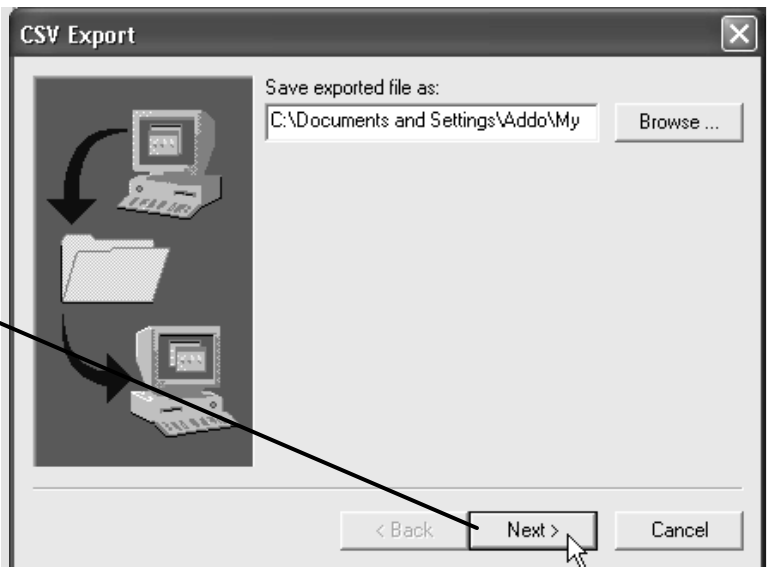 CSV Export
Save exported file as:
C:\Documents and Settings\Addo\My
Browse ...
< Back
Next >
Cancel